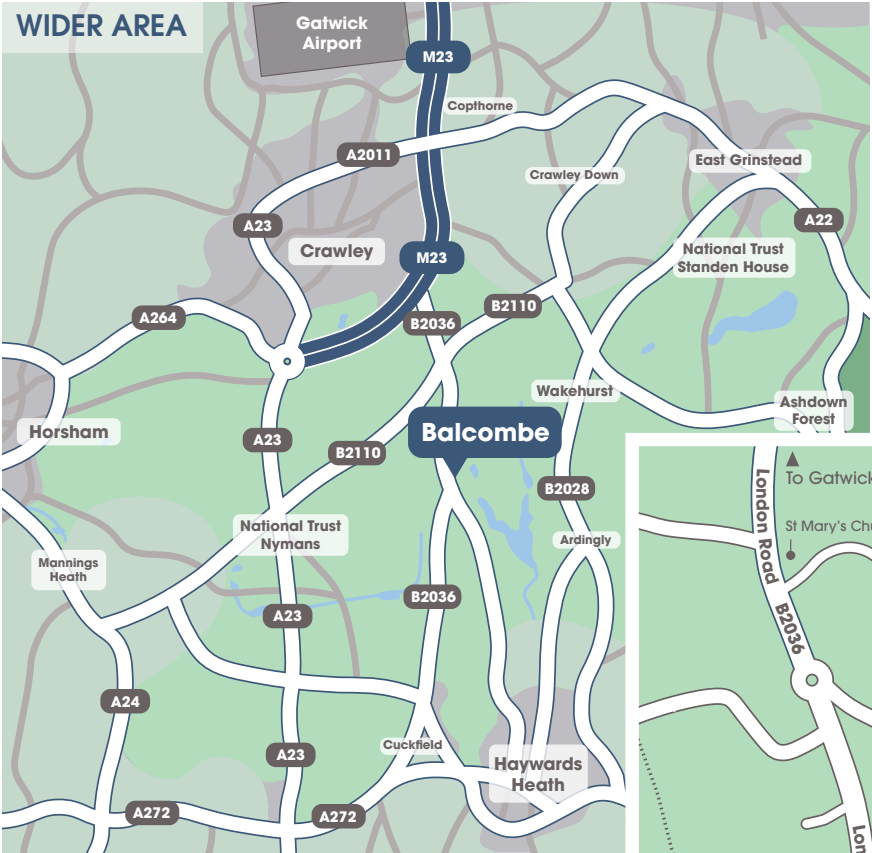 WIDER AREA
Gatwick
Airport
M23
Copthorne
A2011
East Grinstead
Crawley Down
A23
A22
Crawley
National Trust
Standen House
M23
B2110
A264
B2036
Wakehurst
Ashdown
Forest
Horsham
Balcombe
A23
B2110
To Gatwick
B2028
London Road
St Mary's Chu
National Trust
Nymans
Ardingly
Mannings
Heath
B2036
A23
B2036
A24
Cuckfield
A23
Haywards
Heath
A272
A272
Lon